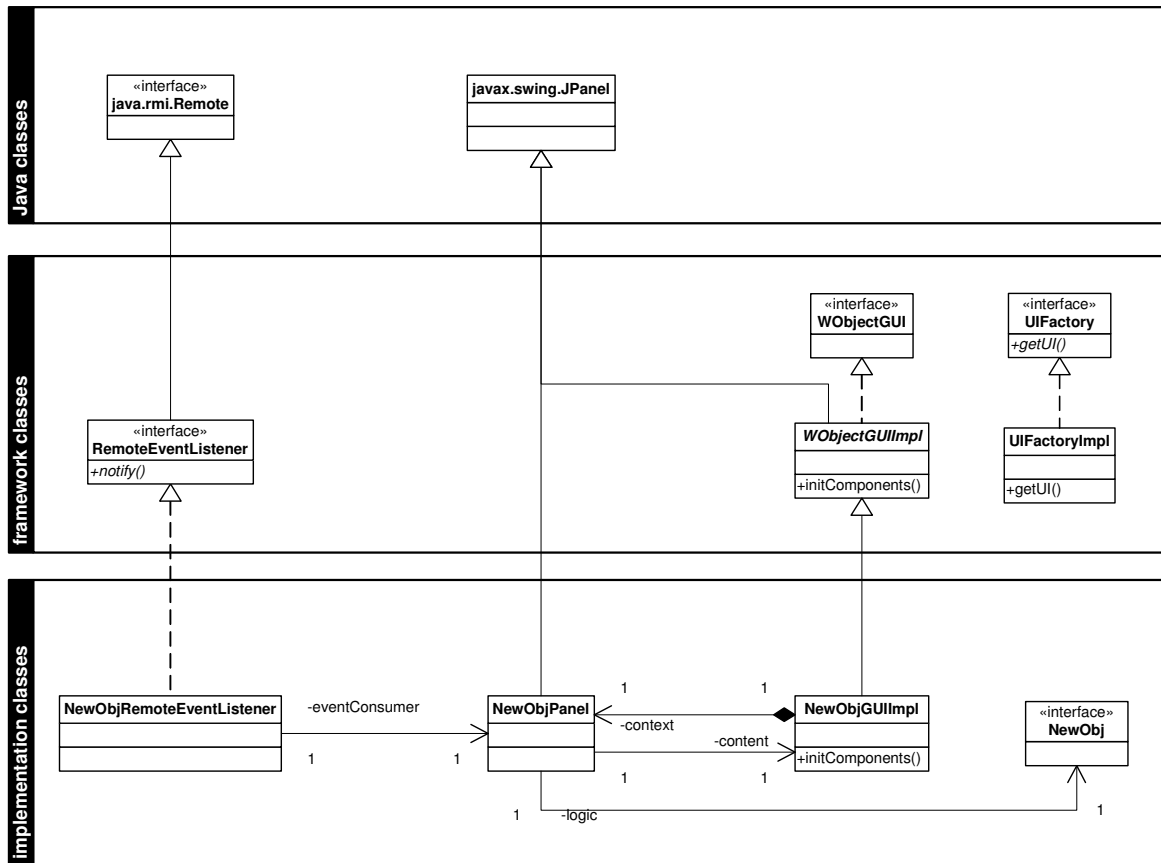 Java classes
«interface»
java.rmi.Remote
javax.swing.JPanel
framework classes
«interface»
WObjectGUI
«interface»
UIFactory
+getUI()
«interface»
RemoteEventListener
+notify()
WObjectGUIImpl
+initComponents()
UIFactoryImpl
+getUI()
implementation classes
NewObjRemoteEventListener
-eventConsumer
1
1
NewObjPanel
1
1
-context
-content
1
1
NewObjGUIImpl
+initComponents()
«interface»
NewObj
1
-logic
1